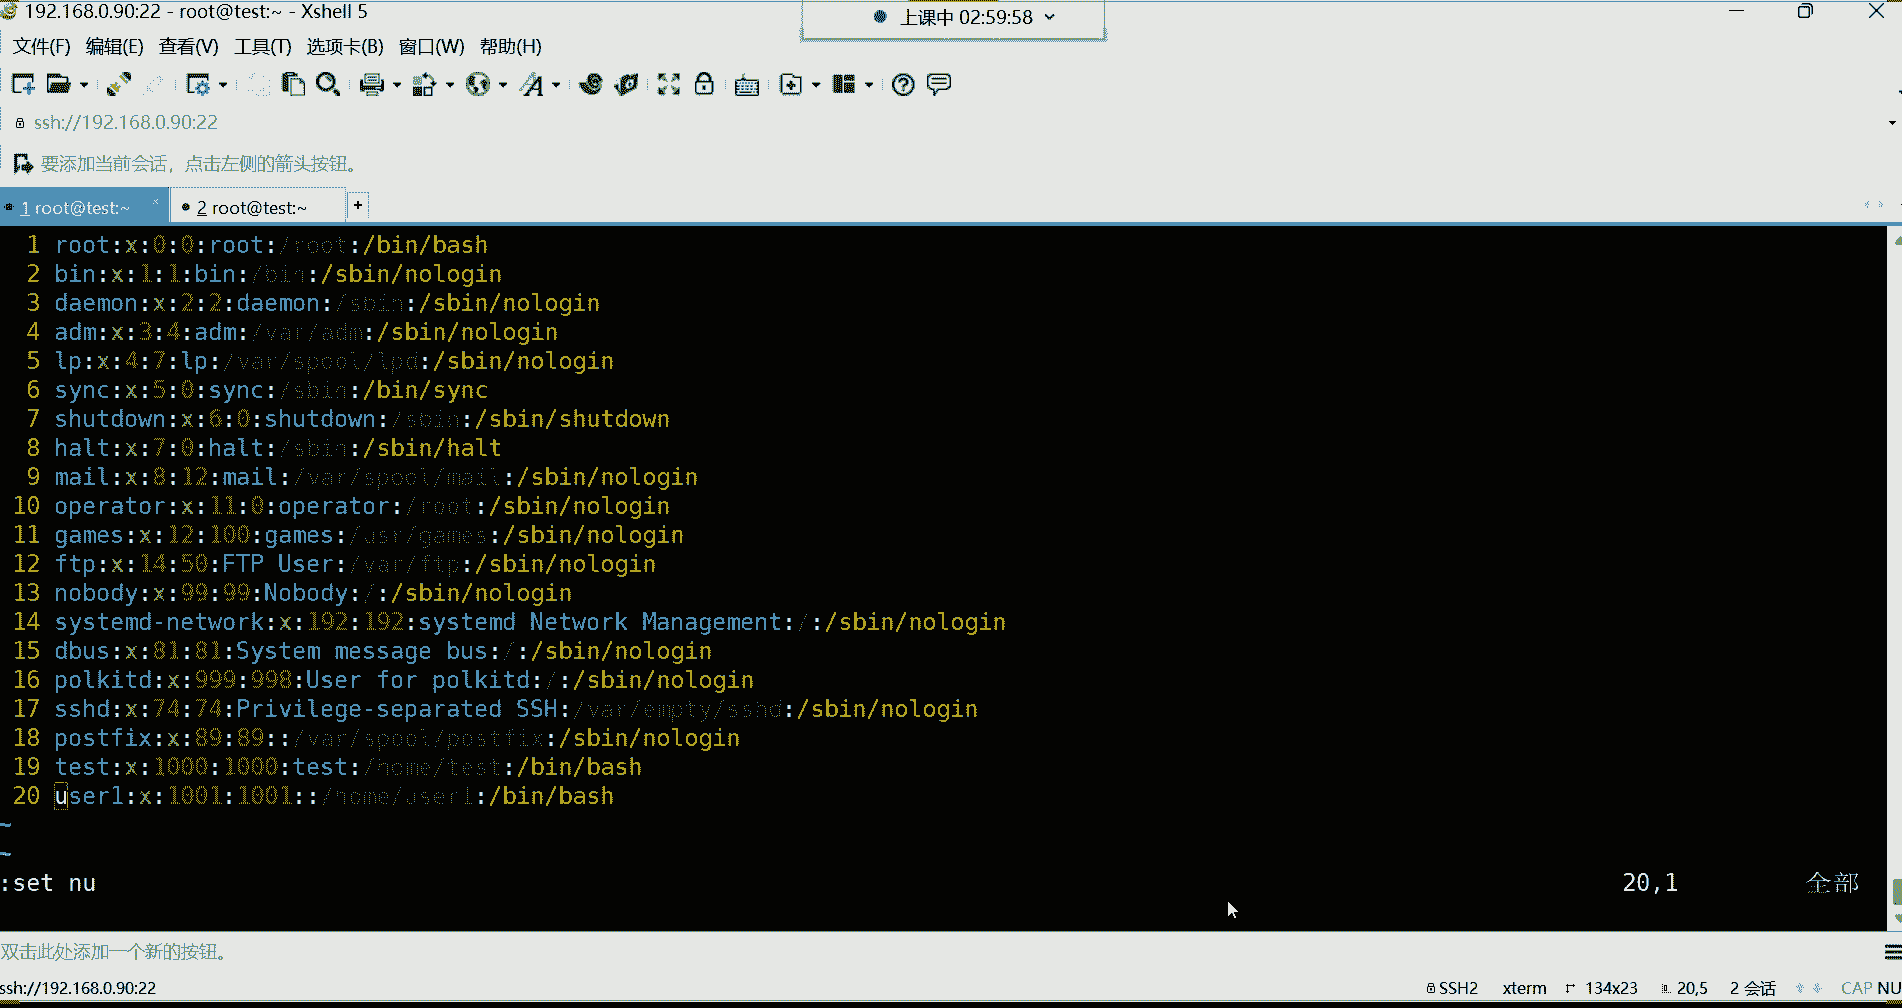 192.168.0.90:22 - root@test:~ - Xshell 5
上课中 02:59:58
文件(F) 编辑(E) 查看(V) 工具(T) 选项卡(B) 窗口(W) 帮助(H)
ssh://192.168.0.90:22
要添加当前会话，点击左侧的箭头按钮。
1 root@test:~ × 2 root@test:~ +
1 root:x:0:0:root:/root:/bin/bash
2 bin:x:1:1:bin:/bin:/sbin/nologin
3 daemon:x:2:2:daemon:/sbin:/sbin/nologin
4 adm:x:3:4:adm:/var/adm:/sbin/nologin
5 lp:x:4:7:lp:/var/spool/lpd:/sbin/nologin
6 sync:x:5:0:sync:/sbin:/bin/sync
7 shutdown:x:6:0:shutdown:/sbin:/sbin/shutdown
8 halt:x:7:0:halt:/sbin:/sbin/halt
9 mail:x:8:12:mail:/var/spool/mail:/sbin/nologin
10 operator:x:11:0:operator:/root:/sbin/nologin
11 games:x:12:100:games:/usr/games:/sbin/nologin
12 ftp:x:14:50:FTP User:/var/ftp:/sbin/nologin
13 nobody:x:99:99:Nobody:/:/sbin/nologin
14 systemd-network:x:192:192:systemd Network Management:/:/sbin/nologin
15 dbus:x:81:81:System message bus:/:/sbin/nologin
16 polkitd:x:999:998:User for polkitd:/:/sbin/nologin
17 sshd:x:74:74:Privilege-separated SSH:/var/empty/sshd:/sbin/nologin
18 postfix:x:89:89::/var/spool/postfix:/sbin/nologin
19 test:x:1000:1000:test:/home/test:/bin/bash
20 user1:x:1001:1001::/home/user1:/bin/bash
~
~
:set nu 20,1 全部
双击此处添加一个新的按钮。
ssh://192.168.0.90:22 SSH2 xterm 134x23 20,5 2 会话 CAP NU